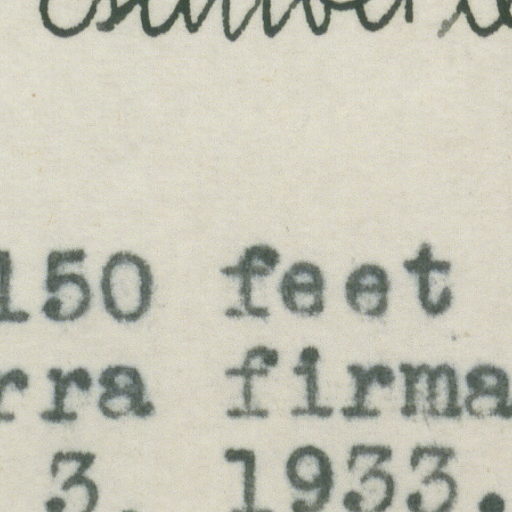 150 feet
rra firma
3, 1933.